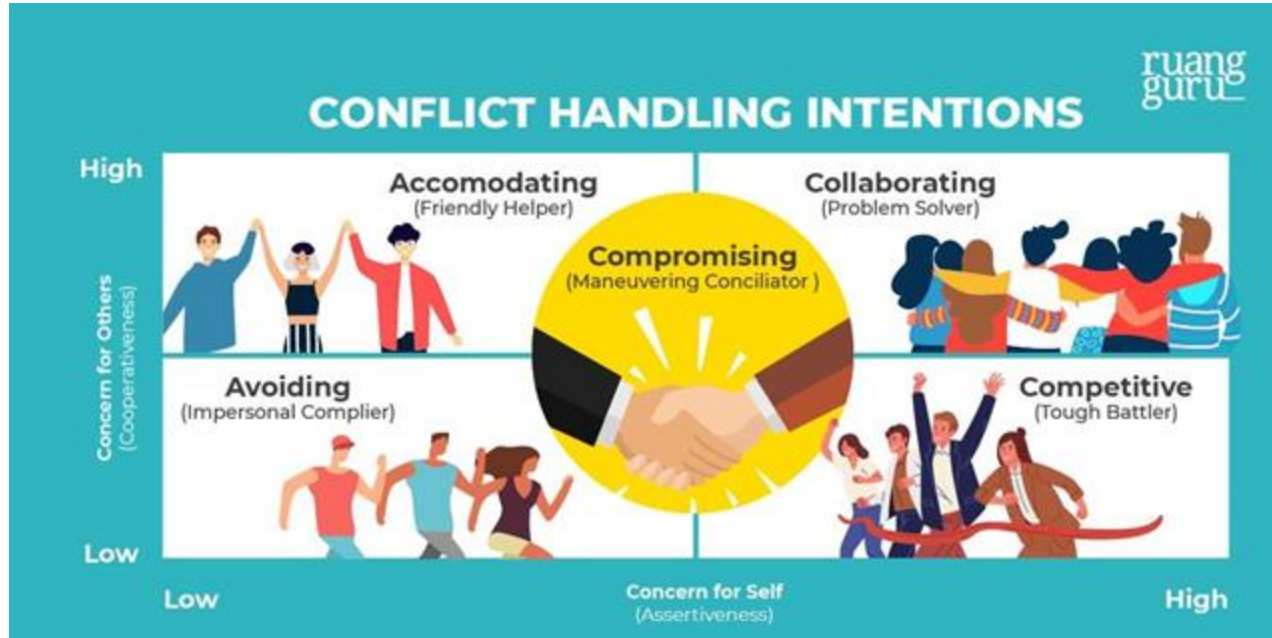 ruang
guru
CONFLICT HANDLING INTENTIONS
High
Accomodating
(Friendly Helper)
Collaborating
(Problem Solver)
Compromising
(Maneuvering Conciliator )
Concern for Others
(Cooperativeness)
Avoiding
(Impersonal Complier)
Competitive
(Tough Battler)
Low
Low
Concern for Self
(Assertiveness)
High